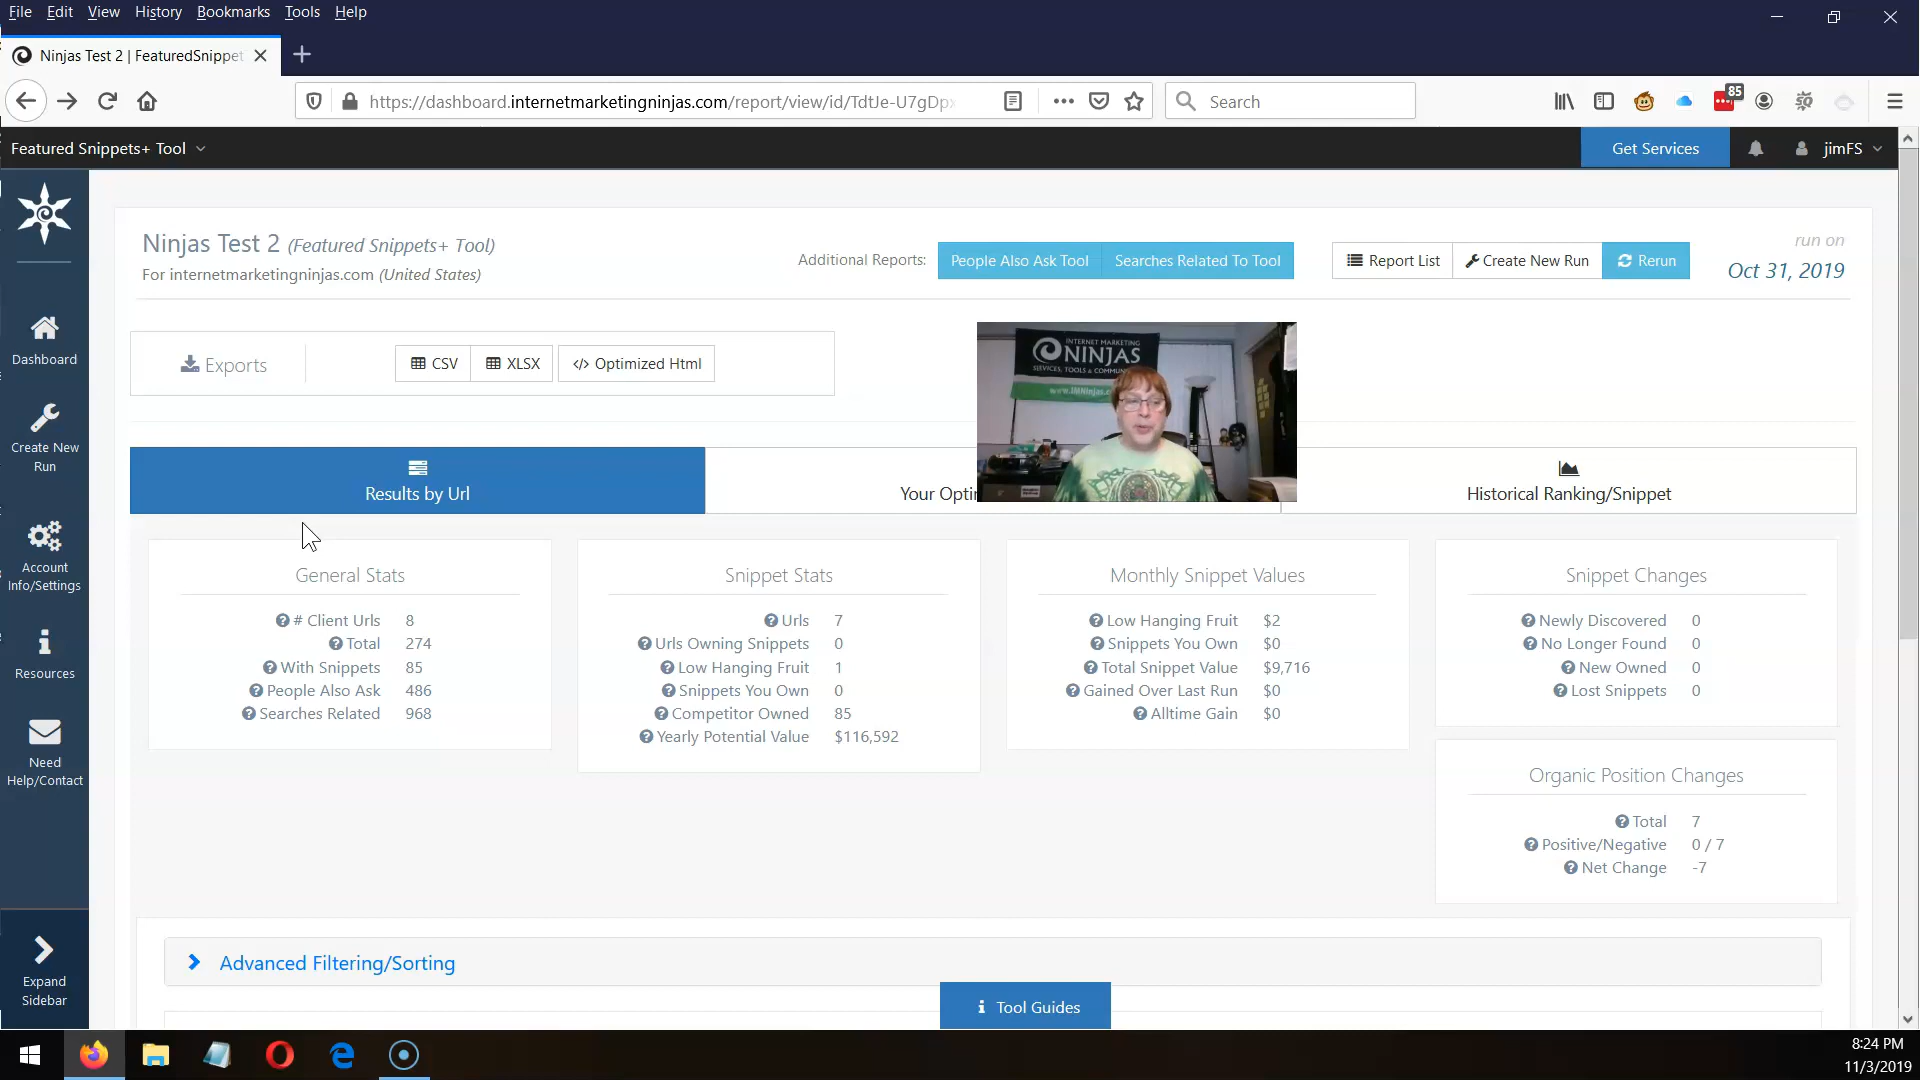 File Edit View History Bookmarks Tools Help
Ninjas Test 2 | FeaturedSnippet
https://dashboard.internetmarketingninjas.com/report/view/id/TdtJe-U7gDp
Search
85
Featured Snippets+ Tool
Get Services
jimFS
Ninjas Test 2 (Featured Snippets+ Tool)
For internetmarketingninjas.com (United States)
Additional Reports:
People Also Ask Tool
Searches Related To Tool
Report List
Create New Run
Rerun
run on
Oct 31, 2019
Dashboard
Create New
Run
Account
Info/Settings
Resources
Need
Help/Contact
Expand
Sidebar
Exports
CSV
XLSX
</> Optimized Html
INTERNET MARKETING
NINJAS
SERVICES, TOOLS & COMMUN
www.IMNinjas.c
Results by Url
Your Opti
Historical Ranking/Snippet
General Stats
# Client Urls 8
Total 274
With Snippets 85
People Also Ask 486
Searches Related 968
Snippet Stats
Urls 7
Urls Owning Snippets 0
Low Hanging Fruit 1
Snippets You Own 0
Competitor Owned 85
Yearly Potential Value $116,592
Monthly Snippet Values
Low Hanging Fruit $2
Snippets You Own $0
Total Snippet Value $9,716
Gained Over Last Run $0
Alltime Gain $0
Snippet Changes
Newly Discovered 0
No Longer Found 0
New Owned 0
Lost Snippets 0
Organic Position Changes
Total 7
Positive/Negative 0 / 7
Net Change -7
Advanced Filtering/Sorting
Tool Guides
8:24 PM
11/3/2019